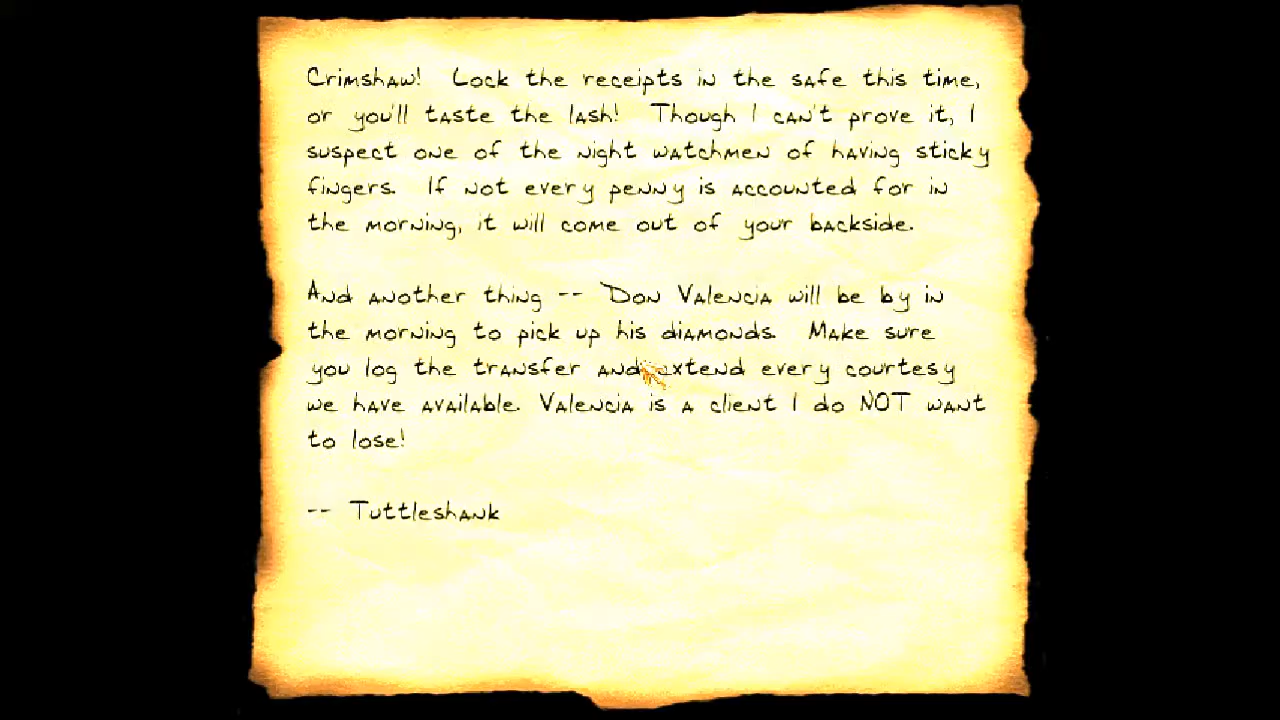 Crimshaw! Lock the receipts in the safe this time,
or you'll taste the lash! Though I can't prove it, I
suspect one of the night watchmen of having sticky
fingers. If not every penny is accounted for in
the morning, it will come out of your backside.
And another thing -- Don Valencia will be by in
the morning to pick up his diamonds. Make sure
you log the transfer and extend every courtesy
we have available. Valencia is a client I do NOT want
to lose!
-- Tuttleshank